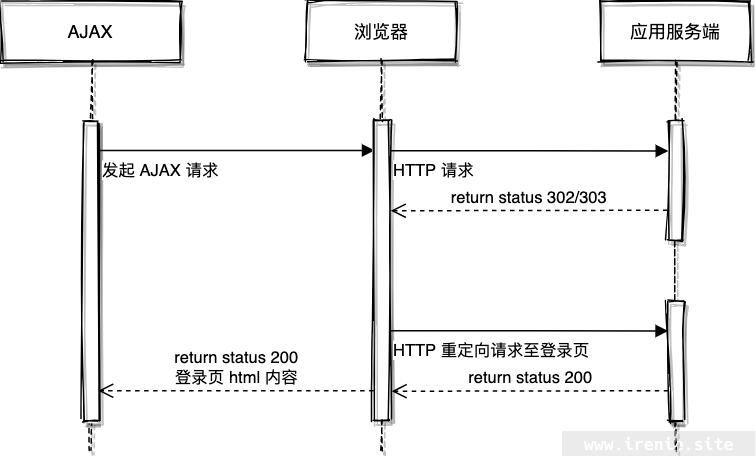 AJAX
浏览器
应用服务端
发起 AJAX 请求
HTTP 请求
return status 302/303
HTTP 重定向请求至登录页
return status 200
登录页 html 内容
return status 200
www.irenib.site